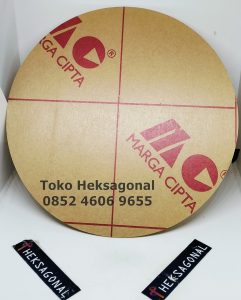 MARGA CIPTA®
MARGA CIPTA
Toko Heksagonal
0852 4606 9655
HEKSAGONAL
HEKSAGONAL